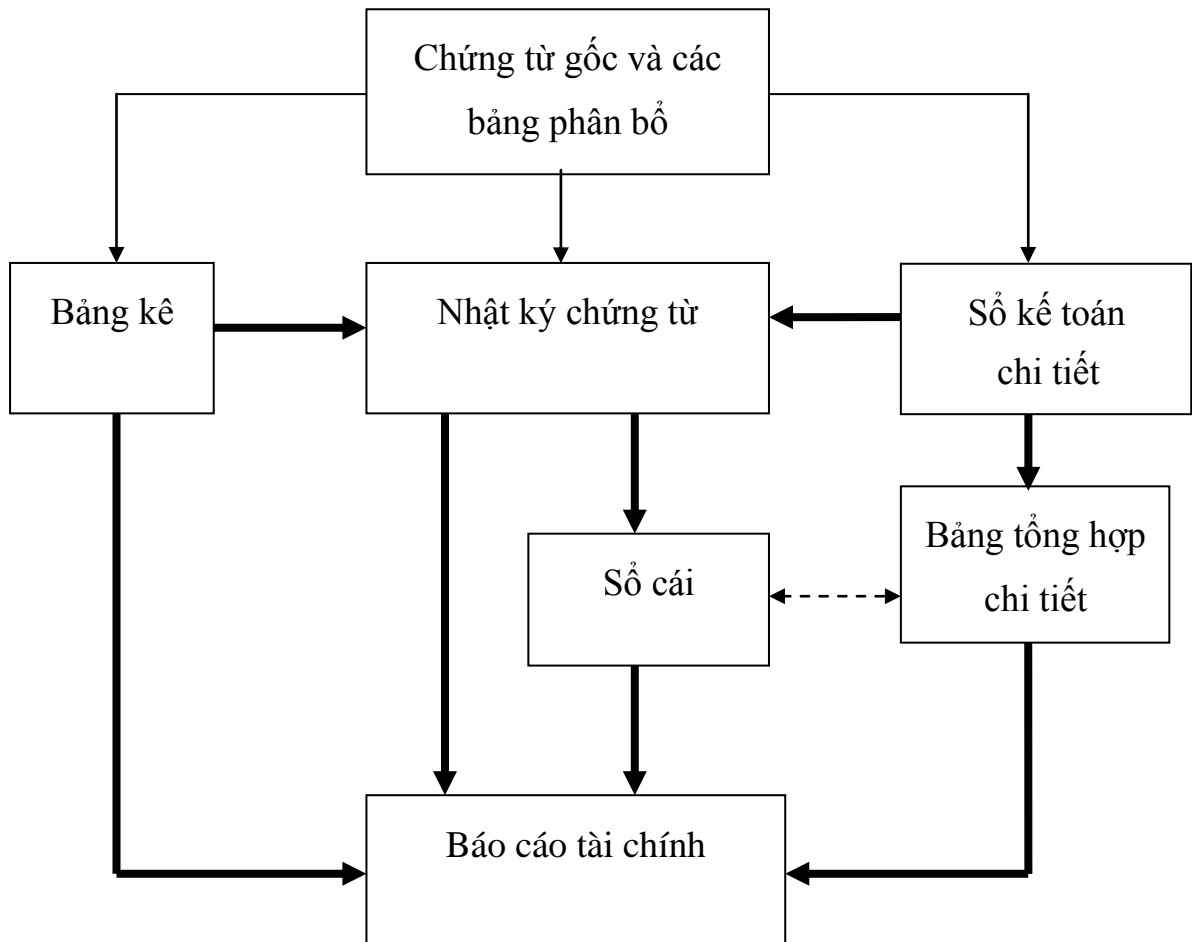 Chứng từ gốc và các
bảng phân bổ
Bảng kê
Nhật ký chứng từ
Sổ kế toán
chi tiết
Bảng tổng hợp
chi tiết
Sổ cái
Báo cáo tài chính